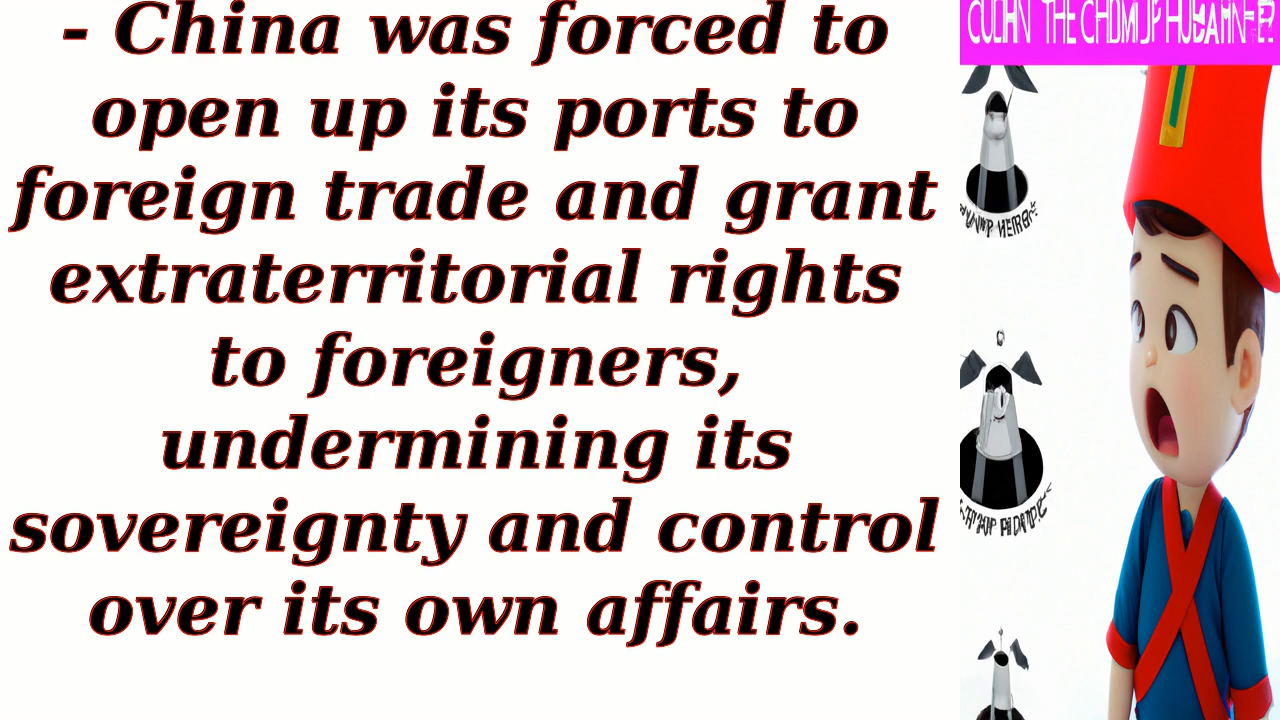 - China was forced to
open up its ports to
foreign trade and grant
extraterritorial rights
to foreigners,
undermining its
sovereignty and control
over its own affairs.